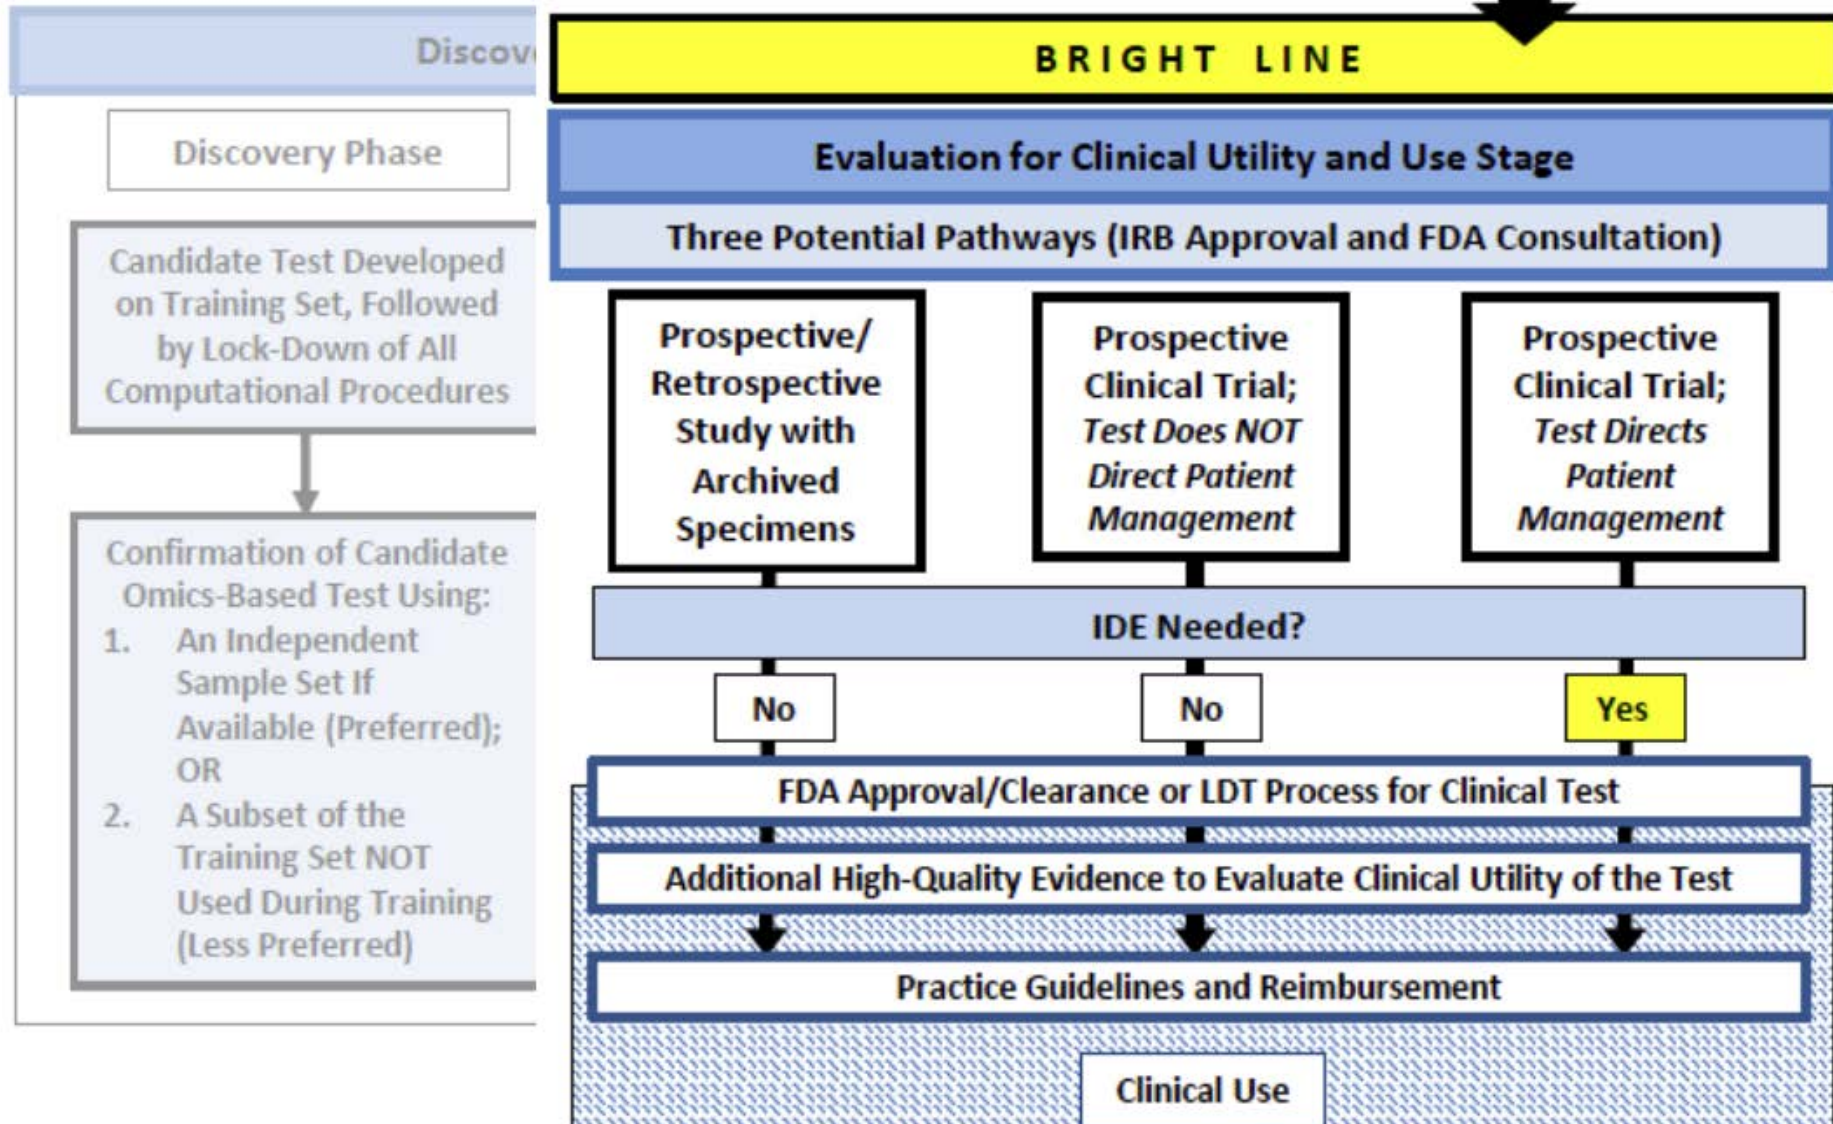 Discov
Discovery Phase
Candidate Test Developed
on Training Set, Followed
by Lock-Down of All
Computational Procedures
Confirmation of Candidate
Omics-Based Test Using:
1. An Independent
Sample Set If
Available (Preferred);
OR
2. A Subset of the
Training Set NOT
Used During Training
(Less Preferred)
BRIGHT LINE
Evaluation for Clinical Utility and Use Stage
Three Potential Pathways (IRB Approval and FDA Consultation)
Prospective/
Retrospective
Study with
Archived
Specimens
Prospective
Clinical Trial;
Test Does NOT
Direct Patient
Management
Prospective
Clinical Trial;
Test Directs
Patient
Management
IDE Needed?
No
No
Yes
FDA Approval/Clearance or LDT Process for Clinical Test
Additional High-Quality Evidence to Evaluate Clinical Utility of the Test
Practice Guidelines and Reimbursement
Clinical Use